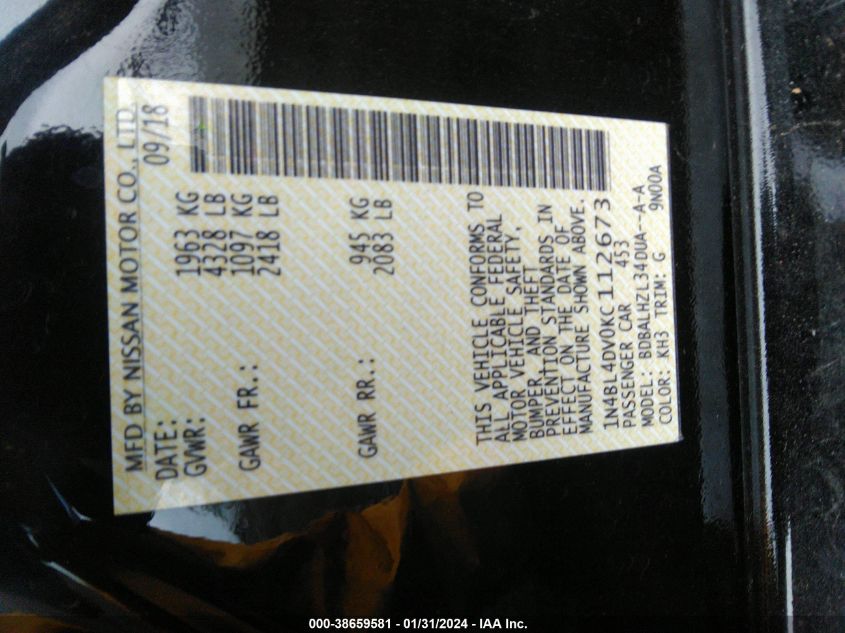 MFD BY NISSAN MOTOR CO., LTD.
DATE: 09/18
GVWR: 1963 KG
4328 LB
GAWR FR.: 1097 KG
2418 LB
GAWR RR.: 945 KG
2083 LB
THIS VEHICLE CONFORMS TO
ALL APPLICABLE FEDERAL
MOTOR VEHICLE SAFETY,
BUMPER, AND THEFT
PREVENTION STANDARDS IN
EFFECT ON THE DATE OF
MANUFACTURE SHOWN ABOVE.
1N4BL4DV0KC112673
PASSENGER CAR 453
MODEL: BDBALHZL34DUA--A-A
COLOR: KH3 TRIM: G 9N00A
000-38659581 - 01/31/2024 - IAA Inc.